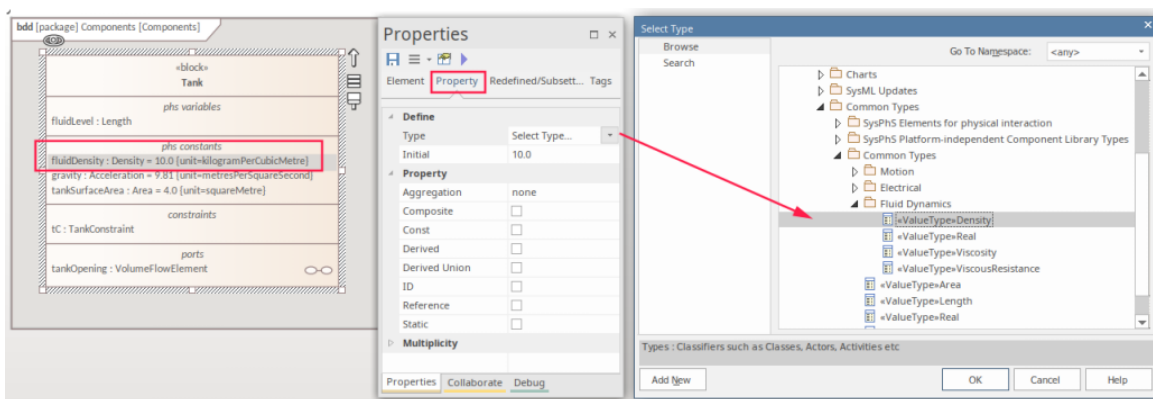 bdd [package] Components [Components]
«block»
Tank
phs variables
fluidLevel : Length
phs constants
fluidDensity : Density = 10.0 {unit=kilogramPerCubicMetre}
gravity : Acceleration = 9.81 {unit=metresPerSquareSecond}
tankSurfaceArea : Area = 4.0 {unit=squareMetre}
constraints
tC : TankConstraint
ports
tankOpening : VolumeFlowElement
Properties
Element Property Redefined/Subsett... Tags
Define
Type Select Type...
Initial 10.0
Property
Aggregation none
Composite
Const
Derived
Derived Union
ID
Reference
Static
Multiplicity
Properties Collaborate Debug
Select Type
Browse
Search
Go To Namespace: <any>
Charts
SysML Updates
Common Types
SysPhS Elements for physical interaction
SysPhS Platform-independent Component Library Types
Common Types
Motion
Electrical
Fluid Dynamics
«ValueType»Density
«ValueType»Real
«ValueType»Viscosity
«ValueType»ViscousResistance
«ValueType»Area
«ValueType»Length
«ValueType»Real
Types : Classifiers such as Classes, Actors, Activities etc
Add New OK Cancel Help